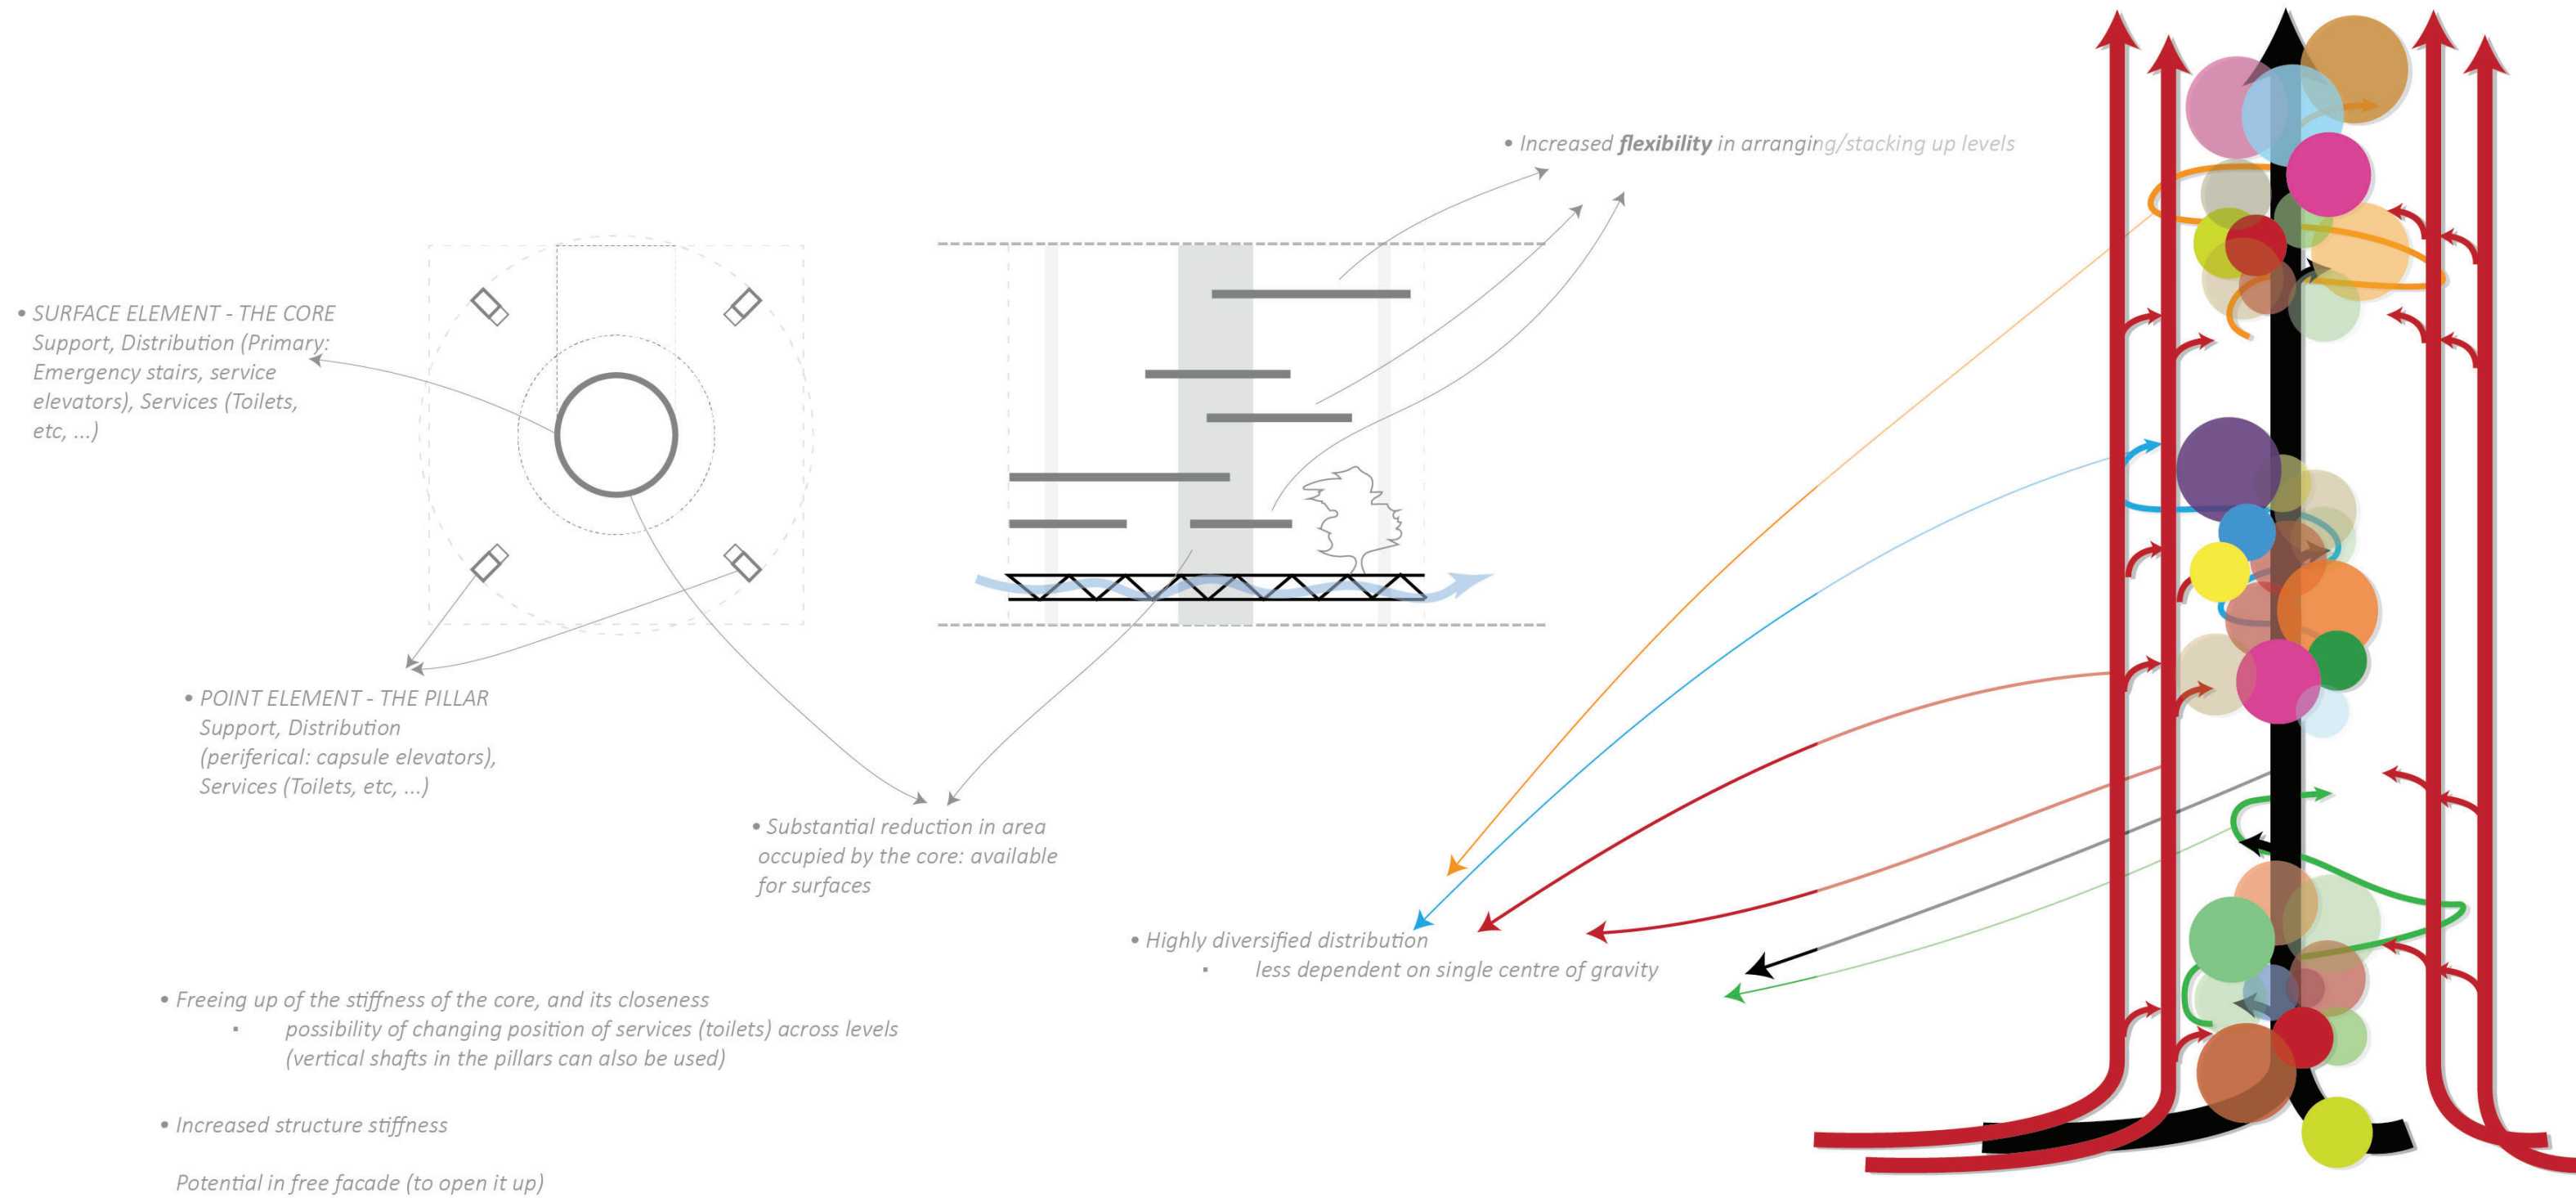 • Increased flexibility in arranging/stacking up levels
• SURFACE ELEMENT - THE CORE
Support, Distribution (Primary:
Emergency stairs, service
elevators), Services (Toilets,
etc, ...)
• POINT ELEMENT - THE PILLAR
Support, Distribution
(periferical: capsule elevators),
Services (Toilets, etc, ...)
• Substantial reduction in area
occupied by the core: available
for surfaces
• Highly diversified distribution
▪ less dependent on single centre of gravity
• Freeing up of the stiffness of the core, and its closeness
▪ possibility of changing position of services (toilets) across levels
(vertical shafts in the pillars can also be used)
• Increased structure stiffness
Potential in free facade (to open it up)